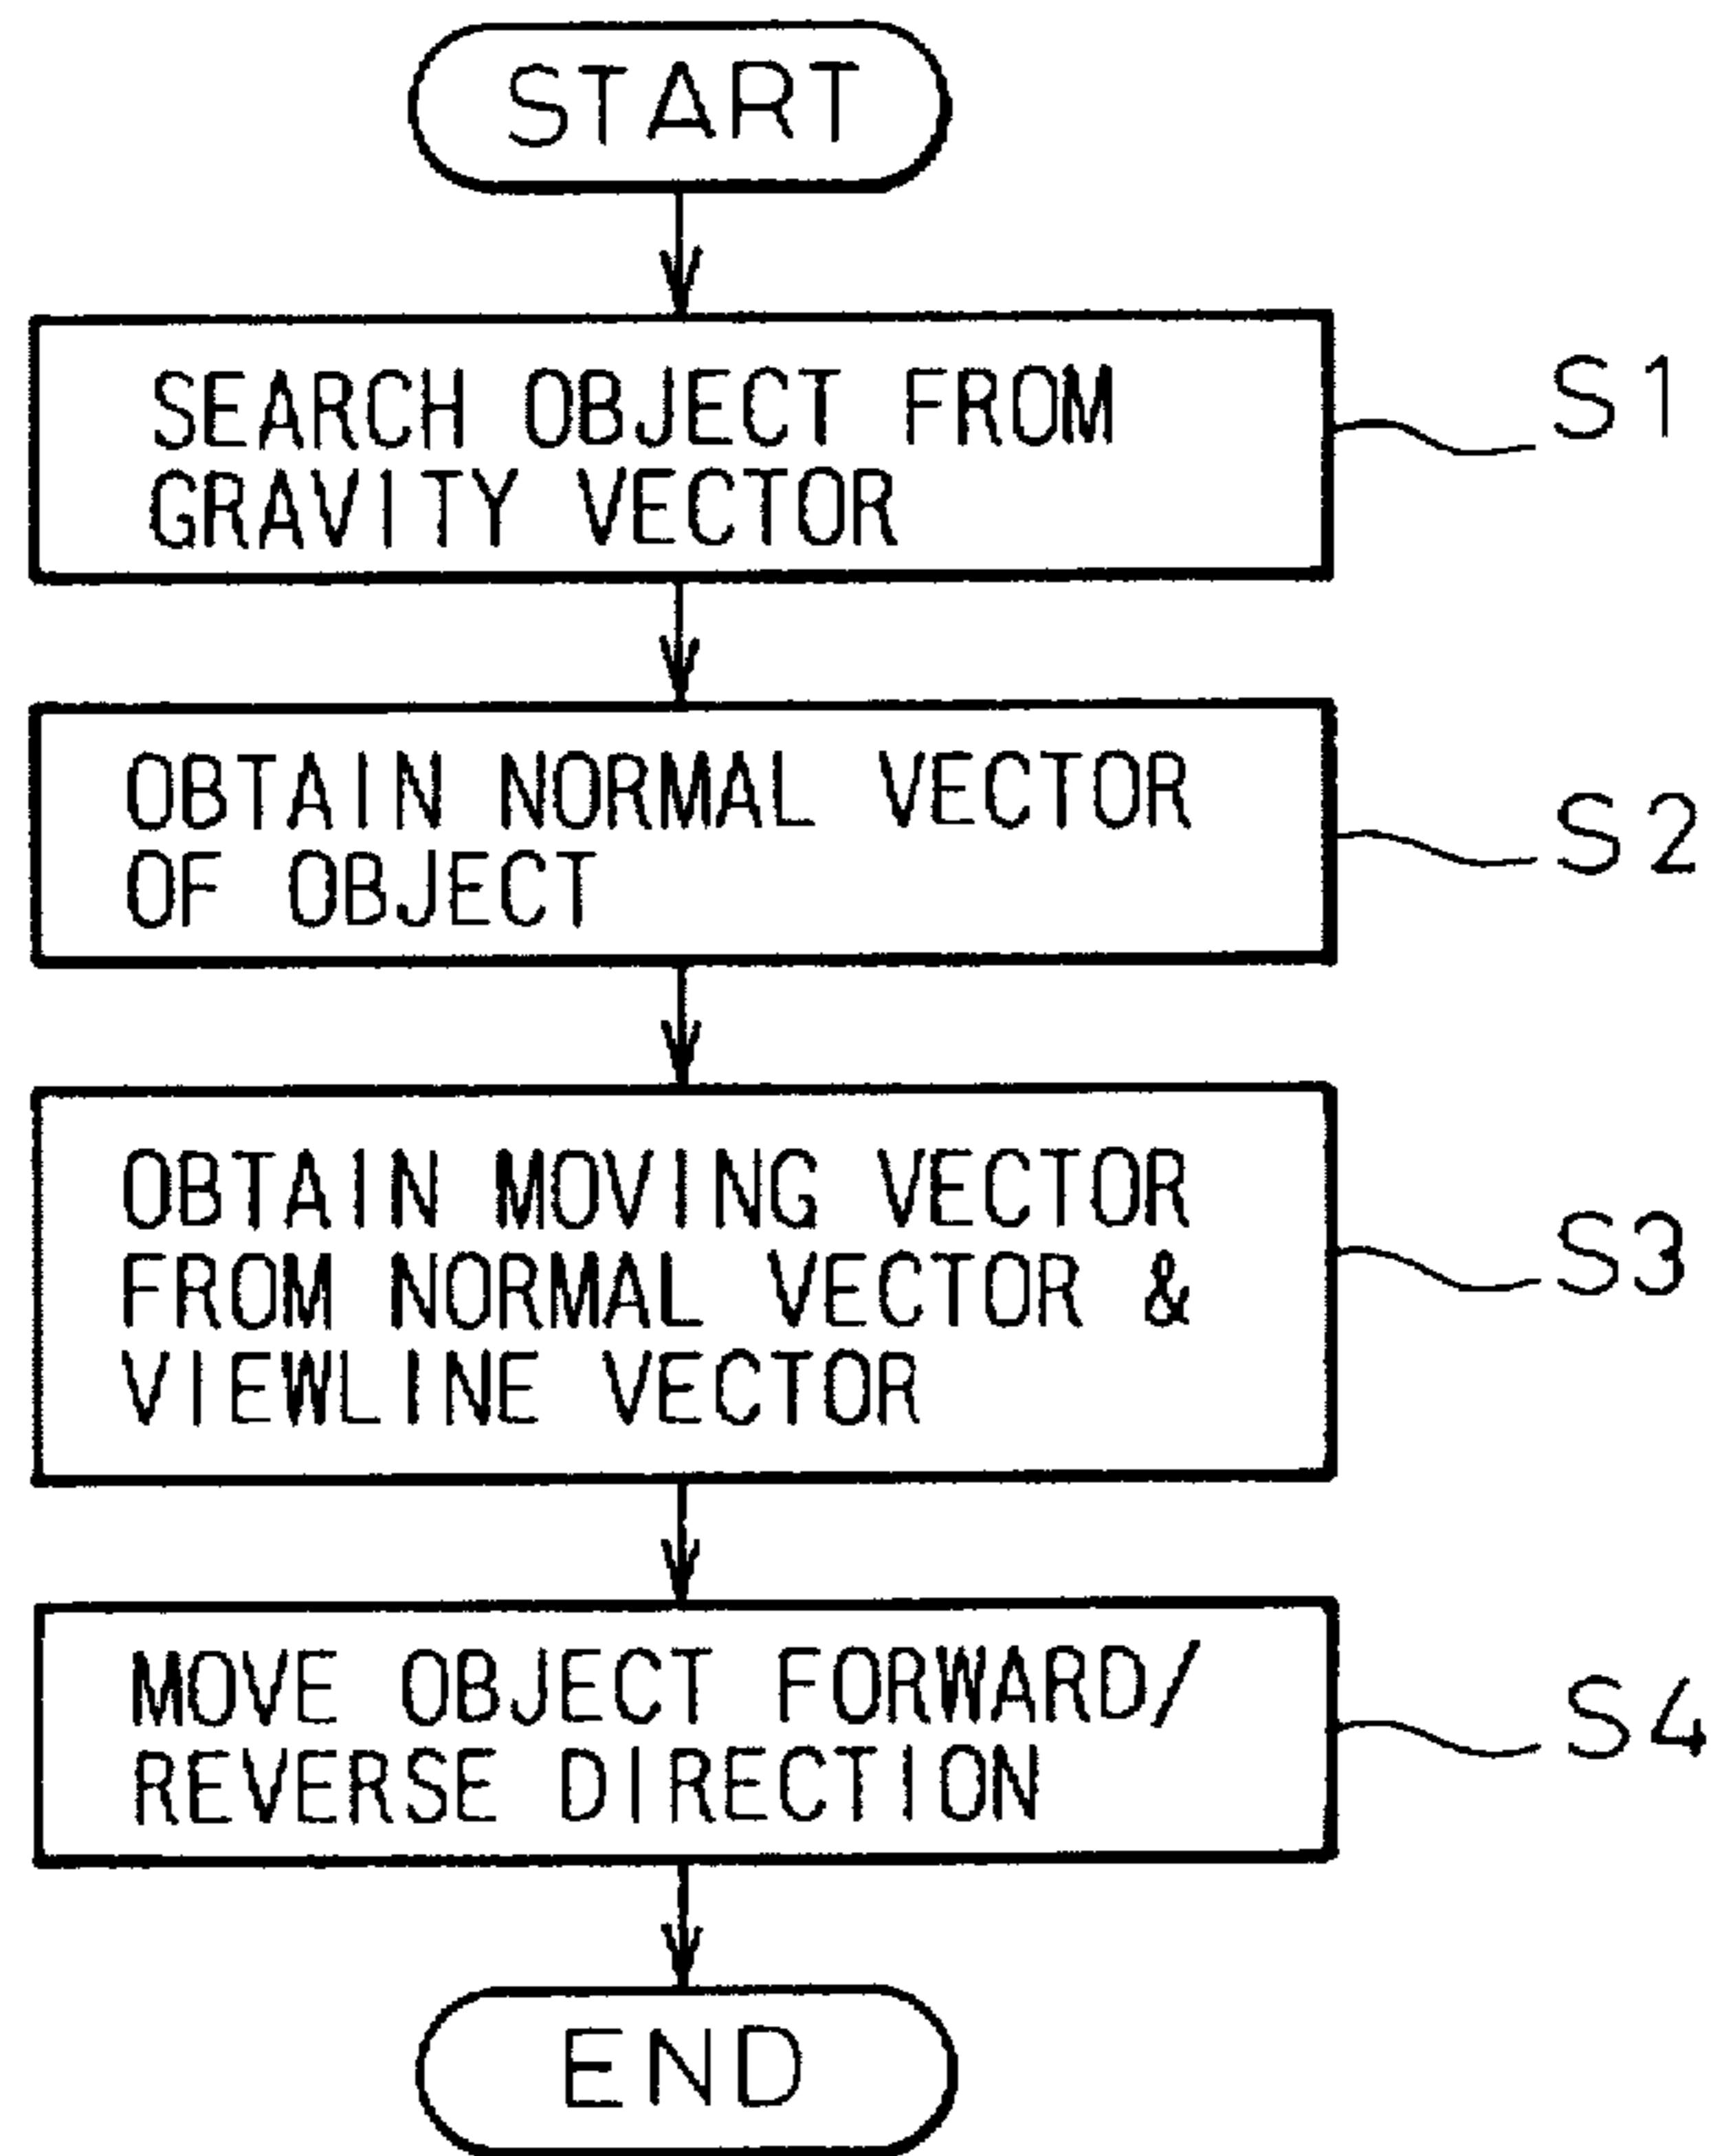 START
SEARCH OBJECT FROM
GRAVITY VECTOR
S1
OBTAIN NORMAL VECTOR
OF OBJECT
S2
OBTAIN MOVING VECTOR
FROM NORMAL VECTOR &
VIEWLINE VECTOR
S3
MOVE OBJECT FORWARD/
REVERSE DIRECTION
S4
END